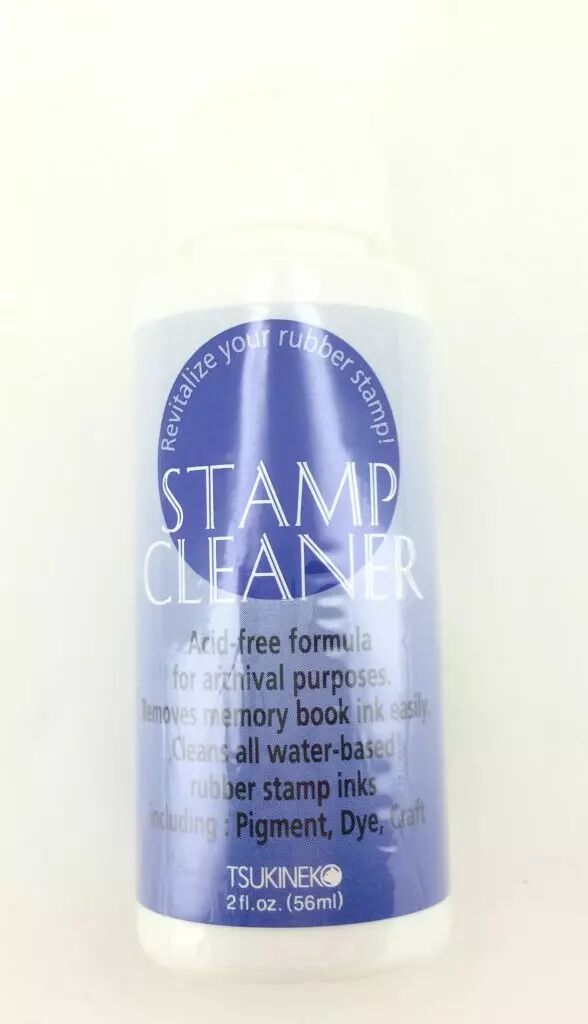 Revitalize your rubber stamp!
STAMP
CLEANER
Acid-free formula
for archival purposes.
Removes memory book ink easily.
Cleans all water-based
rubber stamp inks
including : Pigment, Dye, Craft
TSUKINEKO
2 fl.oz. (56ml)